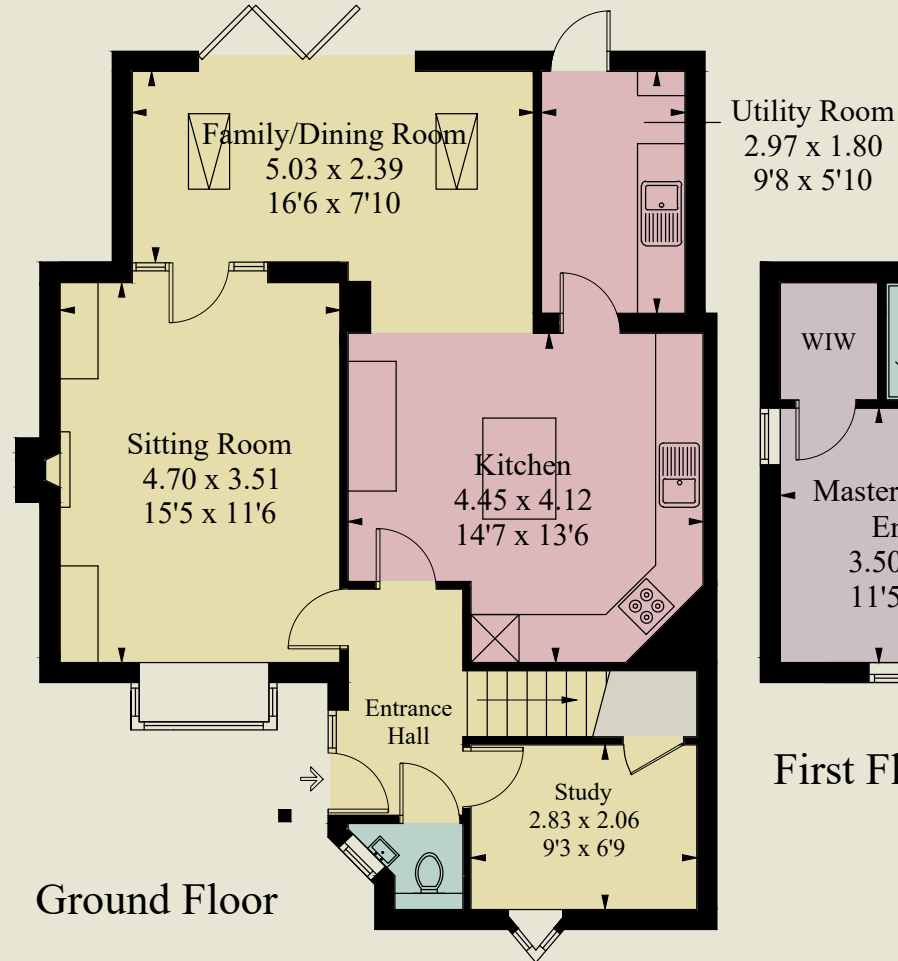 Family/Dining Room
5.03 x 2.39
16'6 x 7'10
Utility Room
2.97 x 1.80
9'8 x 5'10
Sitting Room
4.70 x 3.51
15'5 x 11'6
Kitchen
4.45 x 4.12
14'7 x 13'6
WIW
Master
3.50
11'5
Entrance
Hall
Study
2.83 x 2.06
9'3 x 6'9
Ground Floor
First